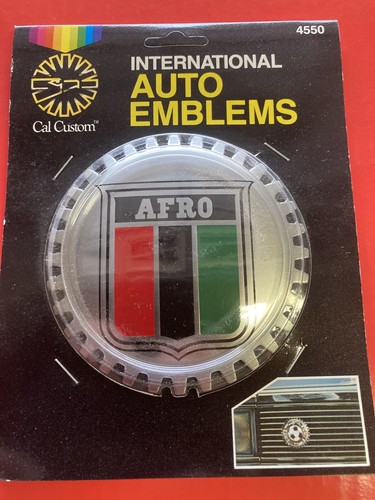 4550
INTERNATIONAL
AUTO
EMBLEMS
Cal Custom™
AFRO